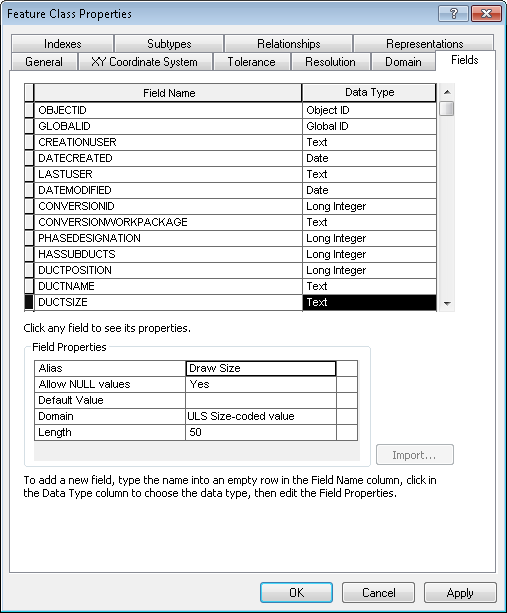 Feature Class Properties
Indexes Subtypes Relationships Representations
General XY Coordinate System Tolerance Resolution Domain Fields
Field Name Data Type
OBJECTID Object ID
GLOBALID Global ID
CREATIONUSER Text
DATECREATED Date
LASTUSER Text
DATEMODIFIED Date
CONVERSIONID Long Integer
CONVERSIONWORKPACKAGE Text
PHASEDESIGNATION Long Integer
HASSUBDUCTS Long Integer
DUCTPOSITION Long Integer
DUCTNAME Text
DUCTSIZE Text
Click any field to see its properties.
Field Properties
Alias Draw Size
Allow NULL values Yes
Default Value
Domain ULS Size-coded value
Length 50
Import...
To add a new field, type the name into an empty row in the Field Name column, click in
the Data Type column to choose the data type, then edit the Field Properties.
OK Cancel Apply